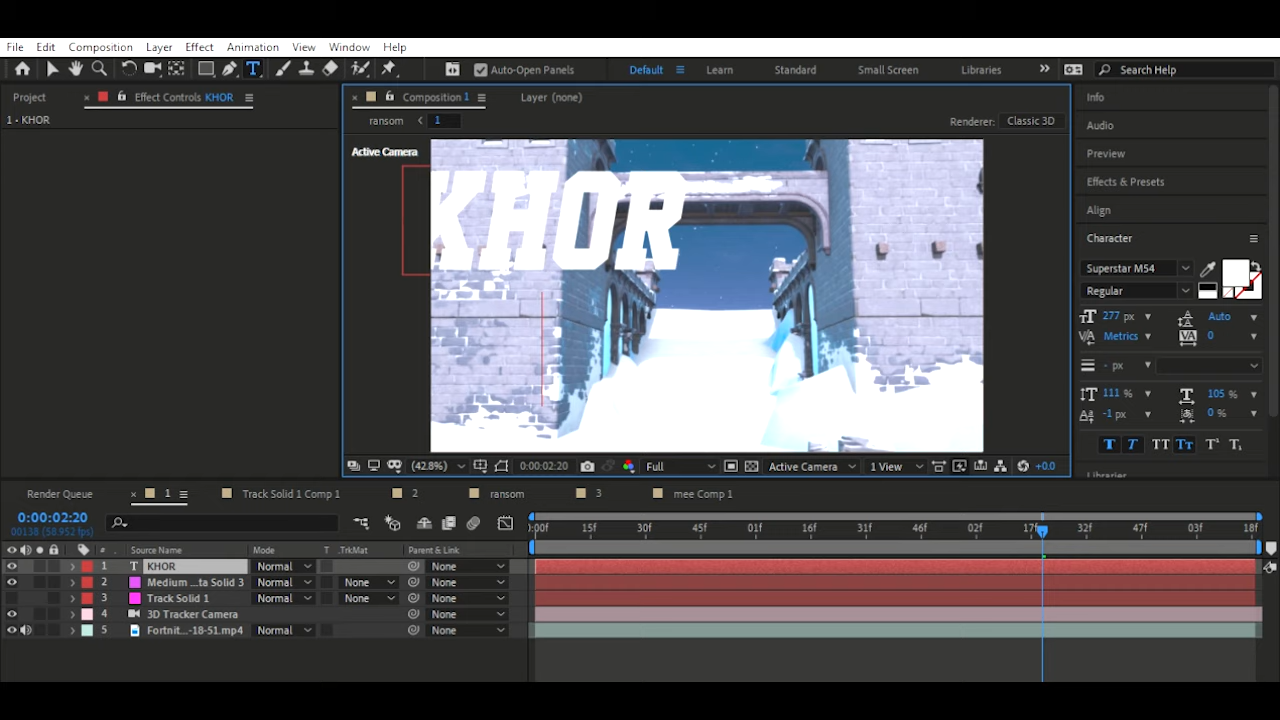 File Edit Composition Layer Effect Animation View Window Help
Auto-Open Panels Default Learn Standard Small Screen Libraries Search Help
Project Effect Controls KHOR Composition 1 Layer (none) Info
1 • KHOR ransom 1 Renderer: Classic 3D Audio
Active Camera Preview
KHOR
Effects & Presets
Align
Character
Superstar M54
Regular
277 px Auto
Metrics 0
- px
111 % 105 %
-1 px 0 %
T T TT Tt T¹ T₁
(42.8%) 0:00:02:20 Full Active Camera 1 View +0.0
Render Queue 1 Track Solid 1 Comp 1 2 ransom 3 mee Comp 1
0:00:02:20
00138 (58.952 fps)
:00f 15f 30f 45f 01f 16f 31f 46f 02f 17f 32f 47f 03f 18f
# Source Name Mode T .TrkMat Parent & Link
1 T KHOR Normal None
2 Medium ...ta Solid 3 Normal None None
3 Track Solid 1 Normal None None
4 3D Tracker Camera None
5 Fortnit...-18-51.mp4 Normal None